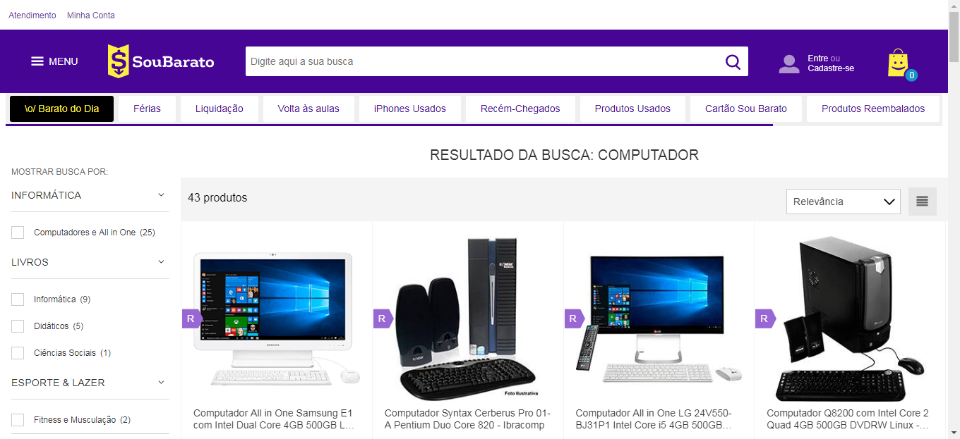 Atendimento Minha Conta
MENU
SouBarato
Digite aqui a sua busca
Entre ou
Cadastre-se
0
\o/ Barato do Dia
Férias
Liquidação
Volta às aulas
iPhones Usados
Recém-Chegados
Produtos Usados
Cartão Sou Barato
Produtos Reembalados
RESULTADO DA BUSCA: COMPUTADOR
MOSTRAR BUSCA POR:
INFORMÁTICA
Computadores e All in One (25)
LIVROS
Informática (9)
Didáticos (5)
Ciências Sociais (1)
ESPORTE & LAZER
Fitness e Musculação (2)
43 produtos
Relevância
R
R
R
R
Foto Ilustrativa
Computador All in One Samsung E1
com Intel Dual Core 4GB 500GB L...
Computador Syntax Cerberus Pro 01-
A Pentium Duo Core 820 - Ibracomp
Computador All in One LG 24V550-
BJ31P1 Intel Core i5 4GB 500GB...
Computador Q8200 com Intel Core 2
Quad 4GB 500GB DVDRW Linux -...